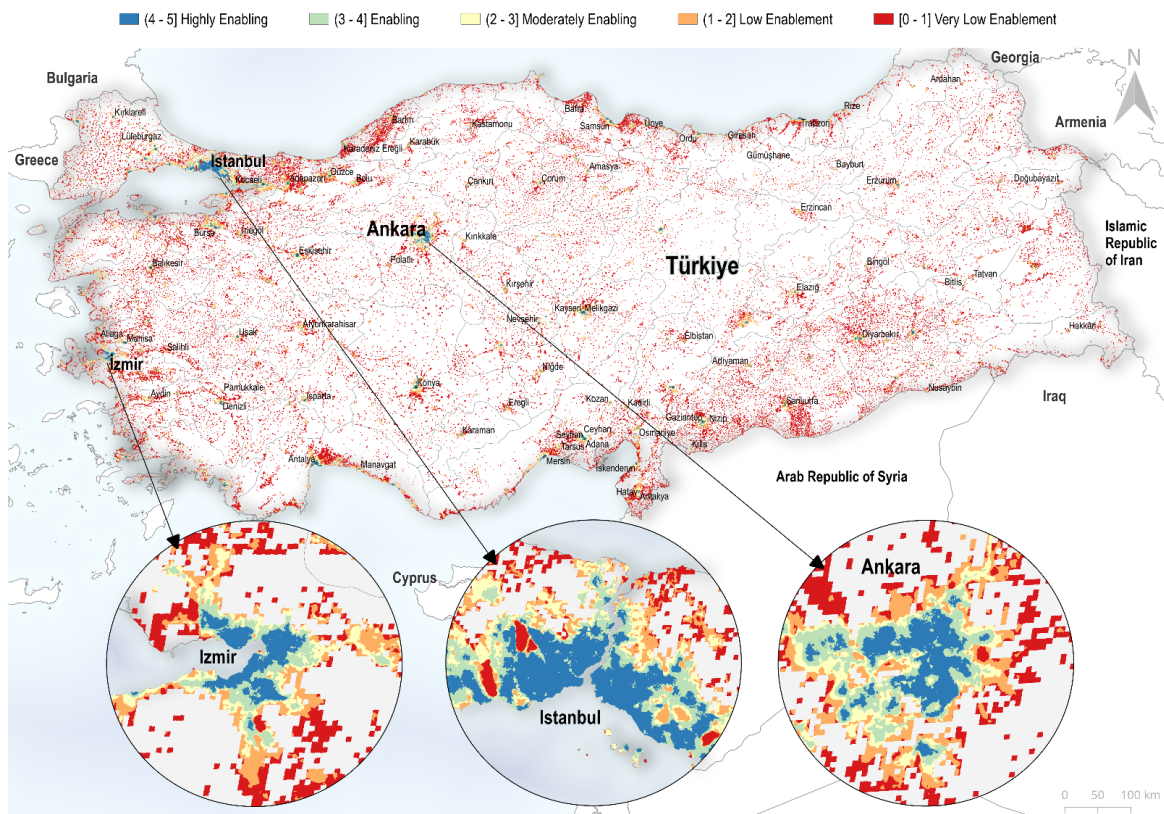 (4 - 5) Highly Enabling
(3 - 4) Enabling
(2 - 3) Moderately Enabling
(1 - 2) Low Enablement
[0 - 1] Very Low Enablement
Georgia
N
Bulgaria
Ardahan
Kırklareli
Bafra
Rize
Bartın
Kastamonu
Samsun
Ünye
Trabzon
Armenia
Lüleburgaz
Karabük
Ordu
Giresun
Karadeniz Ereğli
Greece
Istanbul
Gümüşhane
Amasya
Bayburt
Düzce
Kocaeli
Adapazarı
Bolu
Çankırı
Çorum
Erzurum
Doğubayazıt
Erzincan
Islamic
Republic
of Iran
Bursa
İnegöl
Ankara
Kırıkkale
Eskişehir
Polatlı
Balıkesir
Türkiye
Bingöl
Tatvan
Bitlis
Kırşehir
Elazığ
Kayseri
Melikgazi
Nevşehir
Afyonkarahisar
Hakkâri
Aliağa
Manisa
Uşak
Salihli
Elbistan
Diyarbakır
Izmir
Adıyaman
Niğde
Konya
Pamukkale
Nusaybin
Aydın
Isparta
Denizli
Ereğli
Kozan
Kadirli
Şanlıurfa
Iraq
Gaziantep
Nizip
Karaman
Ceyhan
Osmaniye
Seyhan
Adana
Tarsus
Kilis
Antalya
Manavgat
Mersin
İskenderun
Arab Republic of Syria
Hatay
Antakya
Cyprus
Ankara
Izmir
Istanbul
0 50 100 km